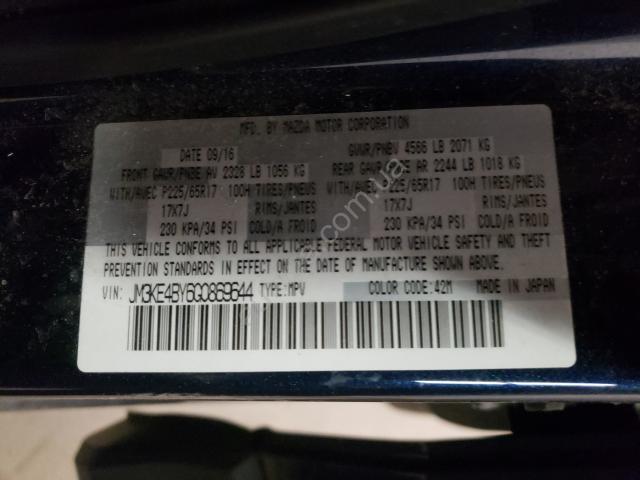 MFD. BY MAZDA MOTOR CORPORATION
DATE 09/16 GVWR/PNBV 4566 LB 2071 KG
FRONT GAWR/PNBE AV 2328 LB 1056 KG REAR GAWR/ AR 2244 LB 1018 KG
WITH/AVEC P225/65R17 100H TIRES/PNEUS 225/65R17 100H TIRES/PNEUS
17X7J RIMS/JANTES 17X7J RIMS/JANTES
230 KPA/34 PSI COLD/A FROID 230 KPA/34 PSI COLD/A FROID
THIS VEHICLE CONFORMS TO ALL APPLICABLE FEDERAL MOTOR VEHICLE SAFETY AND THEFT
PREVENTION STANDARDS IN EFFECT ON THE DATE OF MANUFACTURE SHOWN ABOVE.
VIN: JM3KE4BY6G0869644 TYPE: MPV COLOR CODE: 42M MADE IN JAPAN